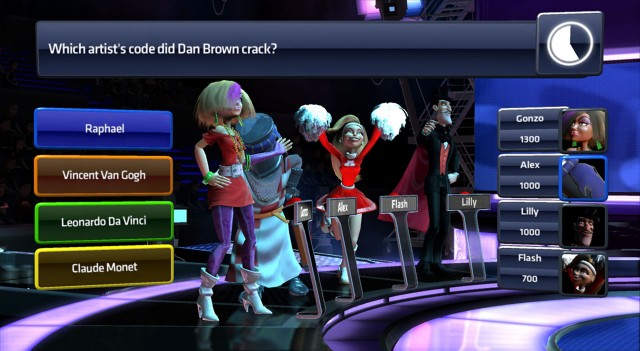 Which artist's code did Dan Brown crack?
Raphael
Vincent Van Gogh
Leonardo Da Vinci
Claude Monet
Gonzo
1300
Alex
1000
Lilly
1000
Flash
700
Alex
Flash
Lilly